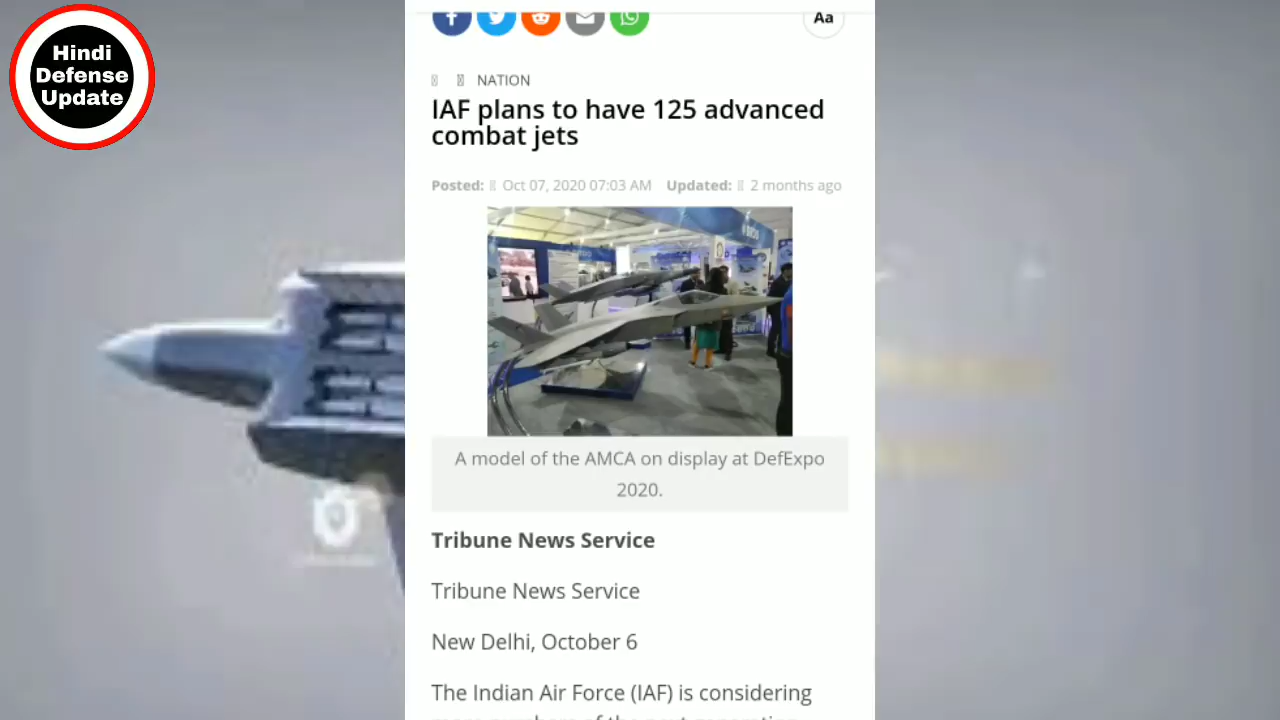 Hindi
Defense
Update
Aa
NATION
IAF plans to have 125 advanced
combat jets
Posted: Oct 07, 2020 07:03 AM Updated: 2 months ago
A model of the AMCA on display at DefExpo
2020.
Tribune News Service
Tribune News Service
New Delhi, October 6
The Indian Air Force (IAF) is considering